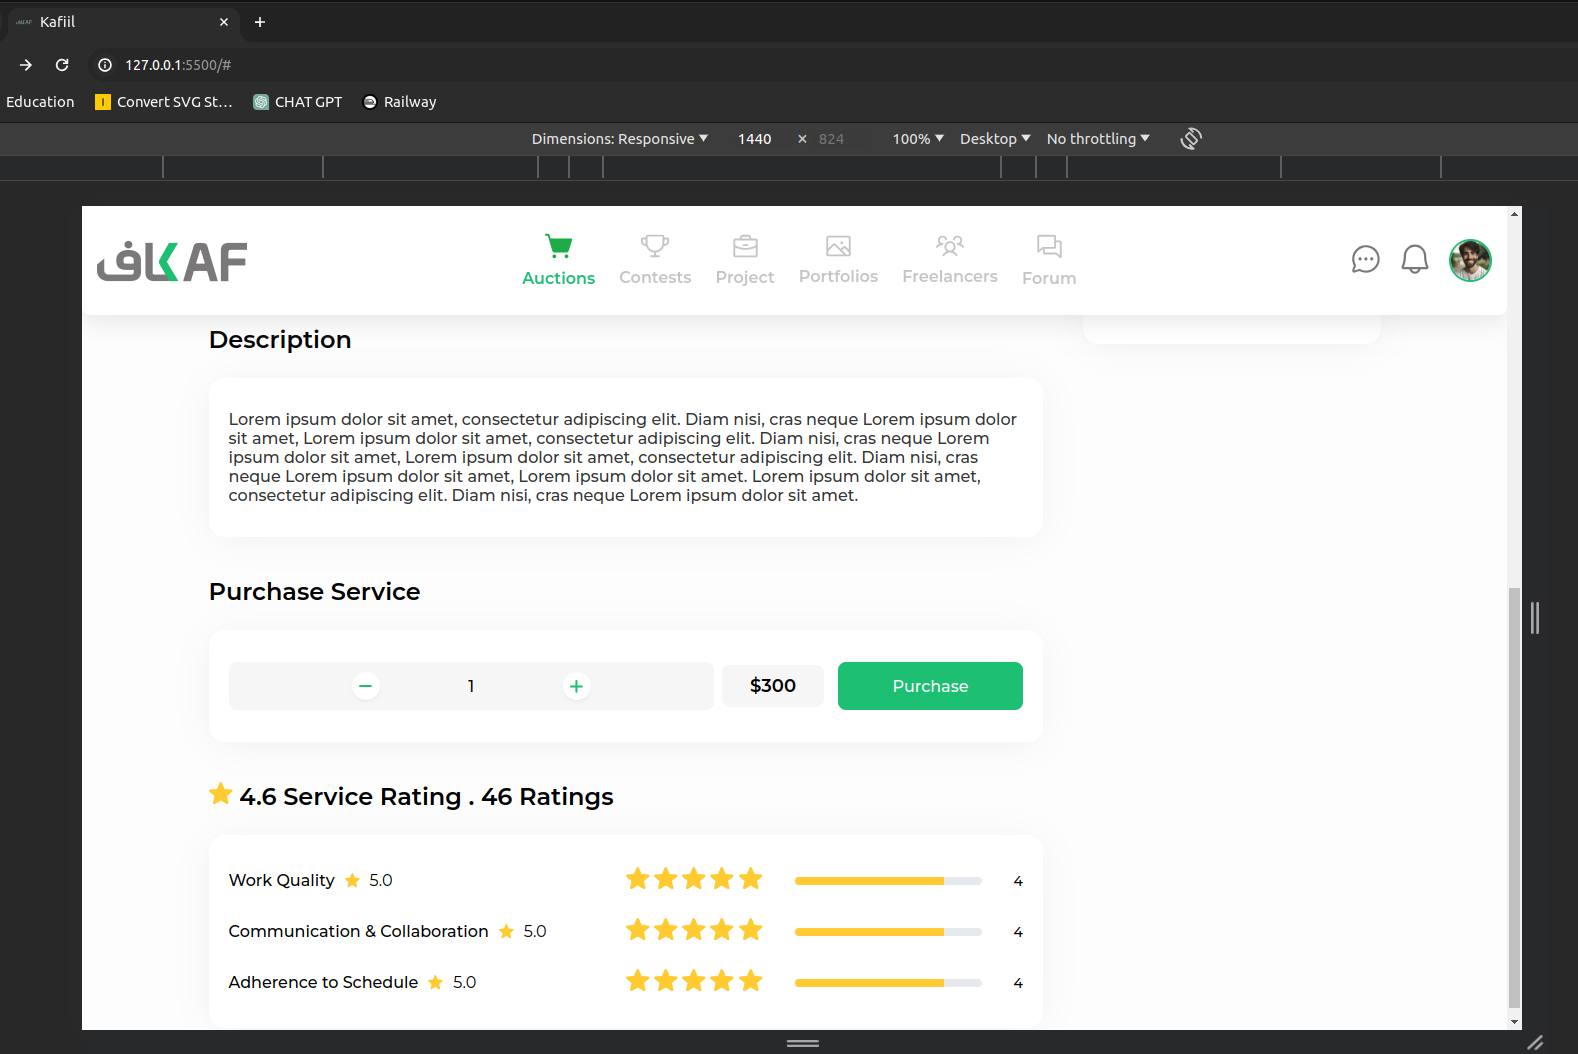 Kafiil
127.0.0.1:5500/#
Education
Convert SVG St...
CHAT GPT
Railway
Dimensions: Responsive
1440 × 824
100%
Desktop
No throttling
كاف KAF
Auctions
Contests
Project
Portfolios
Freelancers
Forum
Description
Lorem ipsum dolor sit amet, consectetur adipiscing elit. Diam nisi, cras neque Lorem ipsum dolor
sit amet, Lorem ipsum dolor sit amet, consectetur adipiscing elit. Diam nisi, cras neque Lorem
ipsum dolor sit amet, Lorem ipsum dolor sit amet, consectetur adipiscing elit. Diam nisi, cras
neque Lorem ipsum dolor sit amet, Lorem ipsum dolor sit amet. Lorem ipsum dolor sit amet,
consectetur adipiscing elit. Diam nisi, cras neque Lorem ipsum dolor sit amet.
Purchase Service
1
$300
Purchase
4.6 Service Rating . 46 Ratings
Work Quality 5.0 4
Communication & Collaboration 5.0 4
Adherence to Schedule 5.0 4